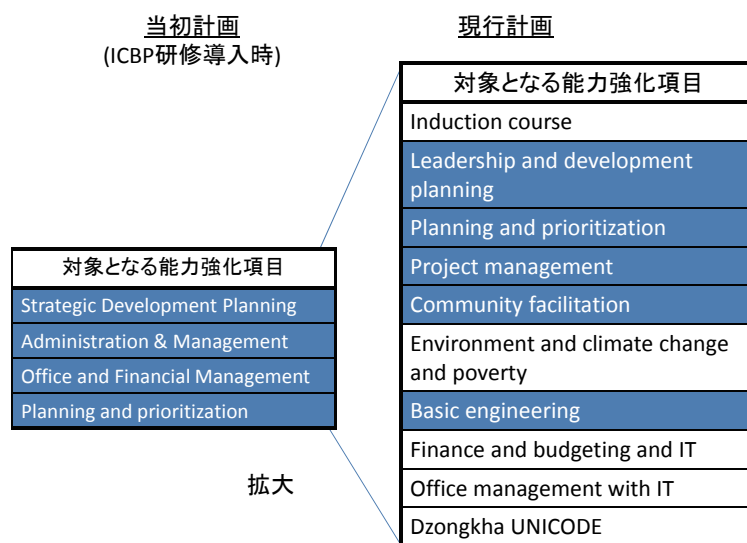 当初計画
(ICBP研修導入時)
対象となる能力強化項目
Strategic Development Planning
Administration & Management
Office and Financial Management
Planning and prioritization
拡大
現行計画
対象となる能力強化項目
Induction course
Leadership and development
planning
Planning and prioritization
Project management
Community facilitation
Environment and climate change
and poverty
Basic engineering
Finance and budgeting and IT
Office management with IT
Dzongkha UNICODE